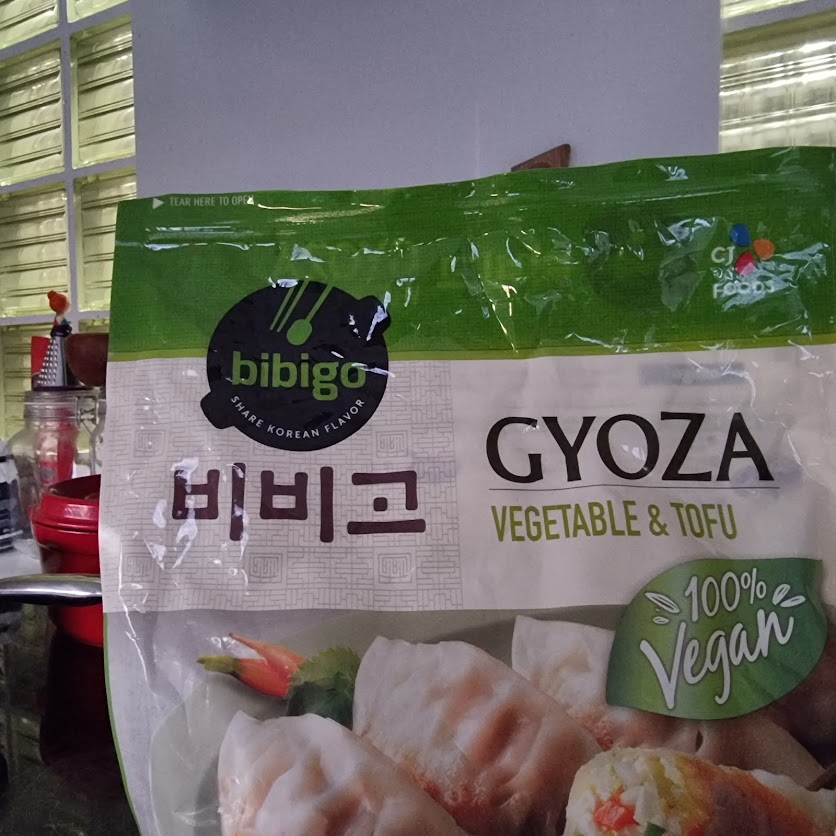 TEAR HERE TO OPEN
CJ
FOODS
bibigo
SHARE KOREAN FLAVOR
비비고
GYOZA
VEGETABLE & TOFU
100%
Vegan